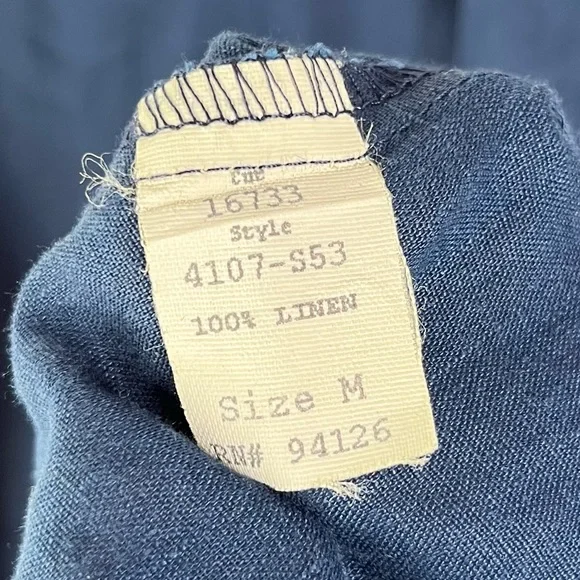 Cut
16733
Style
4107-S53
100% LINEN
Size M
RN# 94126